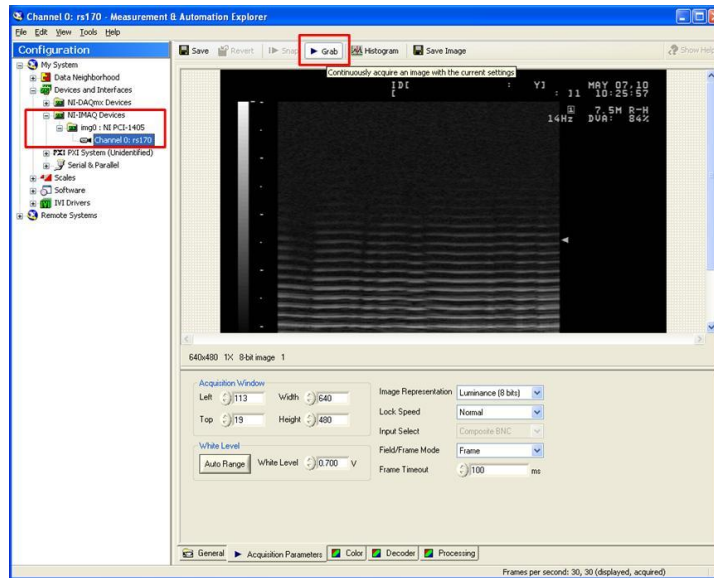 Channel 0: rs170 - Measurement & Automation Explorer
File Edit View Tools Help
Configuration
Save Revert Snap Grab Histogram Save Image Show Help
Continuously acquire an image with the current settings
My System
Data Neighborhood
Devices and Interfaces
NI-DAQmx Devices
NI-IMAQ Devices
img0 : NI PCI-1405
Channel 0: rs170
PXI PXI System (Unidentified)
Serial & Parallel
Scales
Software
IVI Drivers
Remote Systems
ID[ : Y] MAY 07,10
[ : ]1 10:25:57
7.5M R-H
14Hz DVA: 84%
640x480 1X 8-bit image 1
Acquisition Window
Left 113 Width 640
Top 19 Height 480
White Level
Auto Range White Level 0.700 V
Image Representation Luminance (8 bits)
Lock Speed Normal
Input Select Composite BNC
Field/Frame Mode Frame
Frame Timeout 100 ms
General Acquisition Parameters Color Decoder Processing
Frames per second: 30, 30 (displayed, acquired)